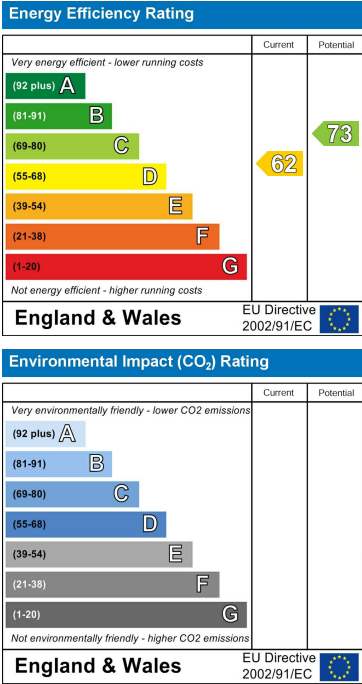 Energy Efficiency Rating
Current Potential
Very energy efficient - lower running costs
(92 plus) A
(81-91) B
(69-80) C
(55-68) D
(39-54) E
(21-38) F
(1-20) G
62
73
Not energy efficient - higher running costs
England & Wales
EU Directive
2002/91/EC
Environmental Impact (CO₂) Rating
Current Potential
Very environmentally friendly - lower CO2 emissions
(92 plus) A
(81-91) B
(69-80) C
(55-68) D
(39-54) E
(21-38) F
(1-20) G
Not environmentally friendly - higher CO2 emissions
England & Wales
EU Directive
2002/91/EC